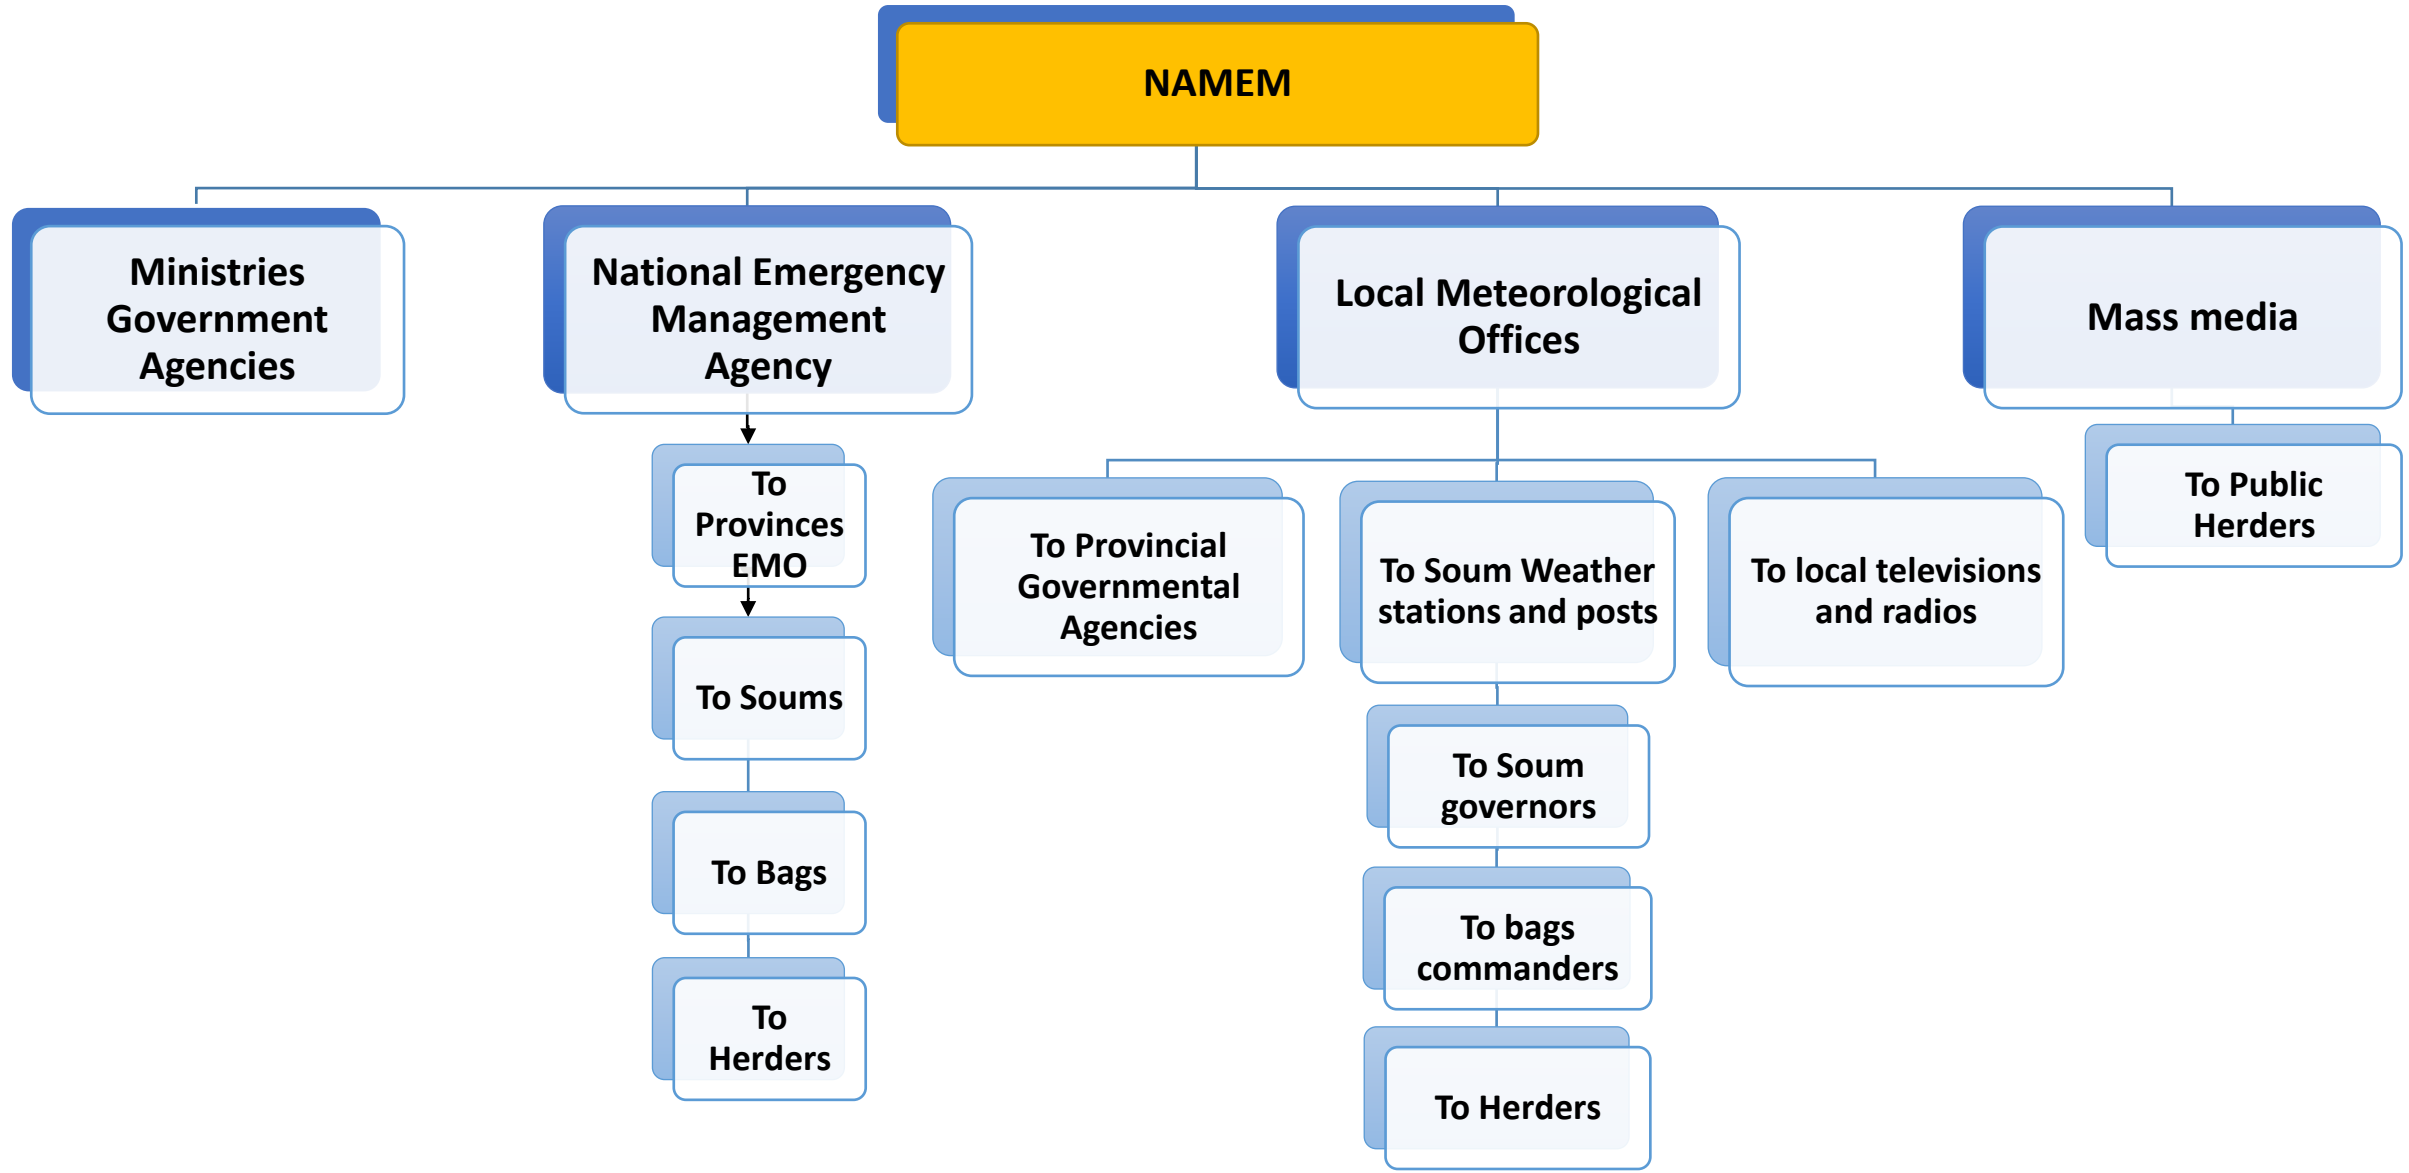 NAMEM
Ministries
Government
Agencies
National Emergency
Management
Agency
Local Meteorological
Offices
Mass media
To
Provinces
EMO
To Soums
To Bags
To
Herders
To Provincial
Governmental
Agencies
To Soum Weather
stations and posts
To Soum
governors
To bags
commanders
To Herders
To local televisions
and radios
To Public
Herders